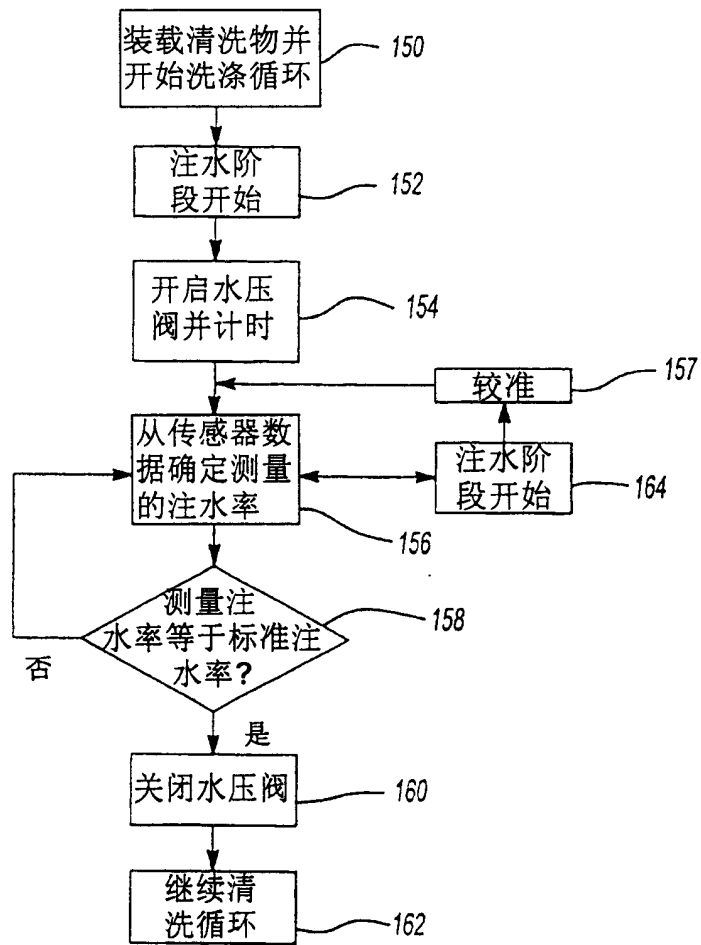 装载清洗物并
开始洗涤循环
150
注水阶
段开始
152
开启水压
阀并计时
154
较准
157
从传感器数
据确定测量
的注水率
156
注水阶
段开始
164
测量注
水率等于标准注
水率?
158
否
是
关闭水压阀
160
继续清
洗循环
162